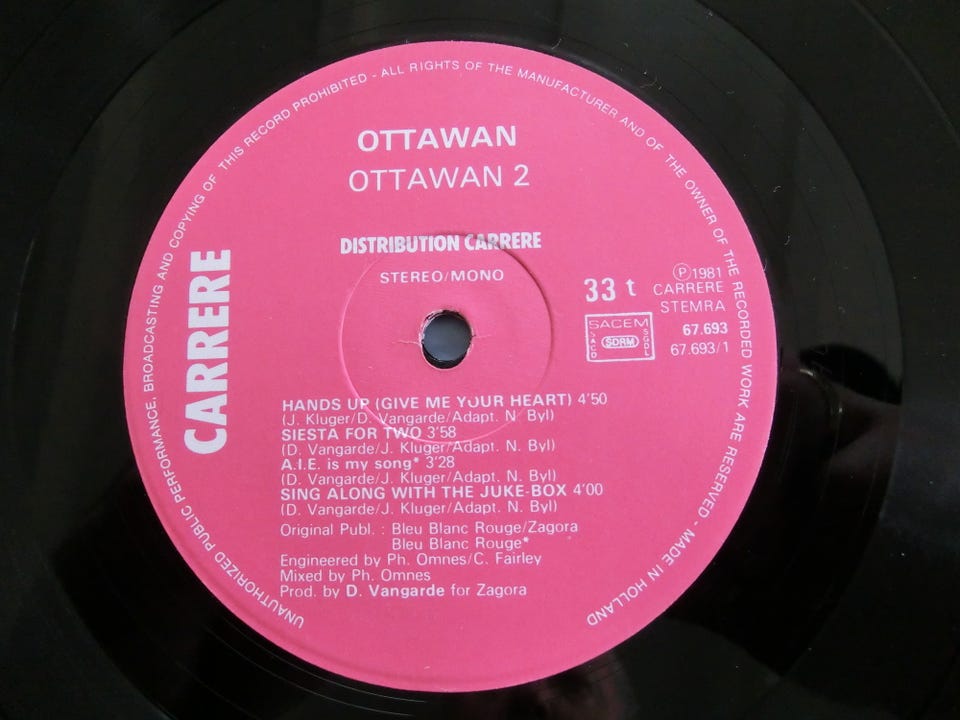 UNAUTHORIZED PUBLIC PERFORMANCE, BROADCASTING AND COPYING OF THIS RECORD PROHIBITED - ALL RIGHTS OF THE MANUFACTURER AND OF THE OWNER OF THE RECORDED WORK ARE RESERVED - MADE IN HOLLAND
OTTAWAN
OTTAWAN 2
DISTRIBUTION CARRERE
STEREO/MONO
CARRERE
33 t
Ⓟ1981
CARRERE
STEMRA
67.693
67.693/1
SACEM
SACD
SDRM
SGDL
HANDS UP (GIVE ME YOUR HEART) 4'50
(J. Kluger/D. Vangarde/Adapt. N. Byl)
SIESTA FOR TWO 3'58
(D. Vangarde/J. Kluger/Adapt. N. Byl)
A.I.E. is my song* 3'28
(D. Vangarde/J. Kluger/Adapt. N. Byl)
SING ALONG WITH THE JUKE-BOX 4'00
(D. Vangarde/J. Kluger/Adapt. N. Byl)
Original Publ. : Bleu Blanc Rouge/Zagora
Bleu Blanc Rouge*
Engineered by Ph. Omnes/C. Fairley
Mixed by Ph. Omnes
Prod. by D. Vangarde for Zagora